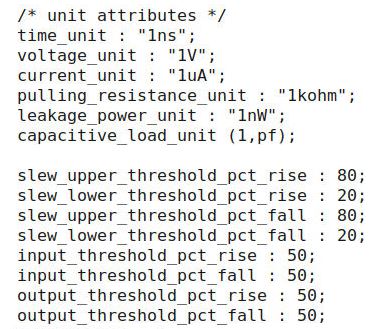 /* unit attributes */
time_unit : "1ns";
voltage_unit : "1V";
current_unit : "1uA";
pulling_resistance_unit : "1kohm";
leakage_power_unit : "1nW";
capacitive_load_unit (1,pf);
slew_upper_threshold_pct_rise : 80;
slew_lower_threshold_pct_rise : 20;
slew_upper_threshold_pct_fall : 80;
slew_lower_threshold_pct_fall : 20;
input_threshold_pct_rise : 50;
input_threshold_pct_fall : 50;
output_threshold_pct_rise : 50;
output_threshold_pct_fall : 50;